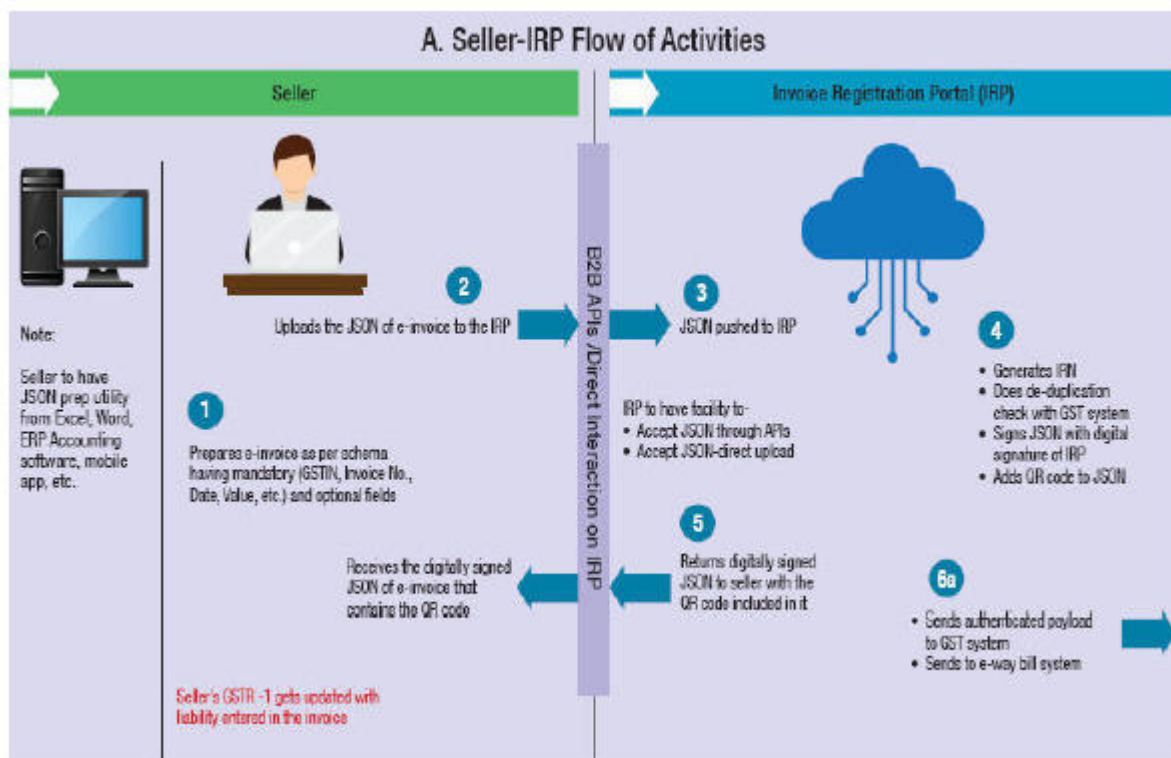 A. Seller-IRP Flow of Activities
Seller
Invoice Registration Portal (IRP)
Note:
Seller to have
JSON prep utility
from Excel, Word,
ERP Accounting
software, mobile
app, etc.
2
Uploads the JSON of e-invoice to the IRP
1
Prepares e-invoice as per schema
having mandatory (GSTIN, Invoice No.,
Date, Value, etc.) and optional fields
Receives the digitally signed
JSON of e-invoice that
contains the QR code
Seller's GSTR -1 gets updated with
liability entered in the invoice
B2B APIs /Direct Interaction on IRP
3
JSON pushed to IRP
IRP to have facility to-
• Accept JSON through APIs
• Accept JSON-direct upload
4
• Generates IRN
• Does de-duplication
check with GST system
• Signs JSON with digital
signature of IRP
• Adds QR code to JSON
5
Returns digitally signed
JSON to seller with the
QR code included in it
6a
• Sends authenticated payload
to GST system
• Sends to e-way bill system